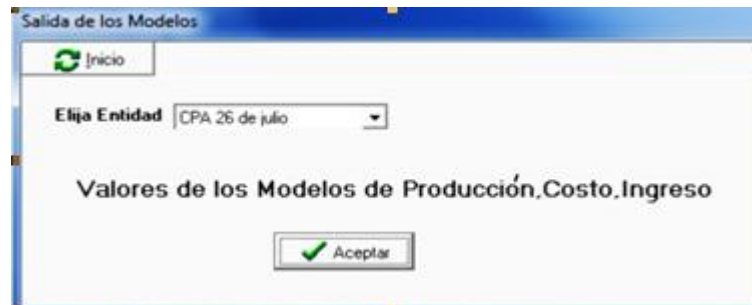 Salida de los Modelos
Inicio
Elija Entidad CPA 26 de julio
Valores de los Modelos de Producción,Costo,Ingreso
Aceptar